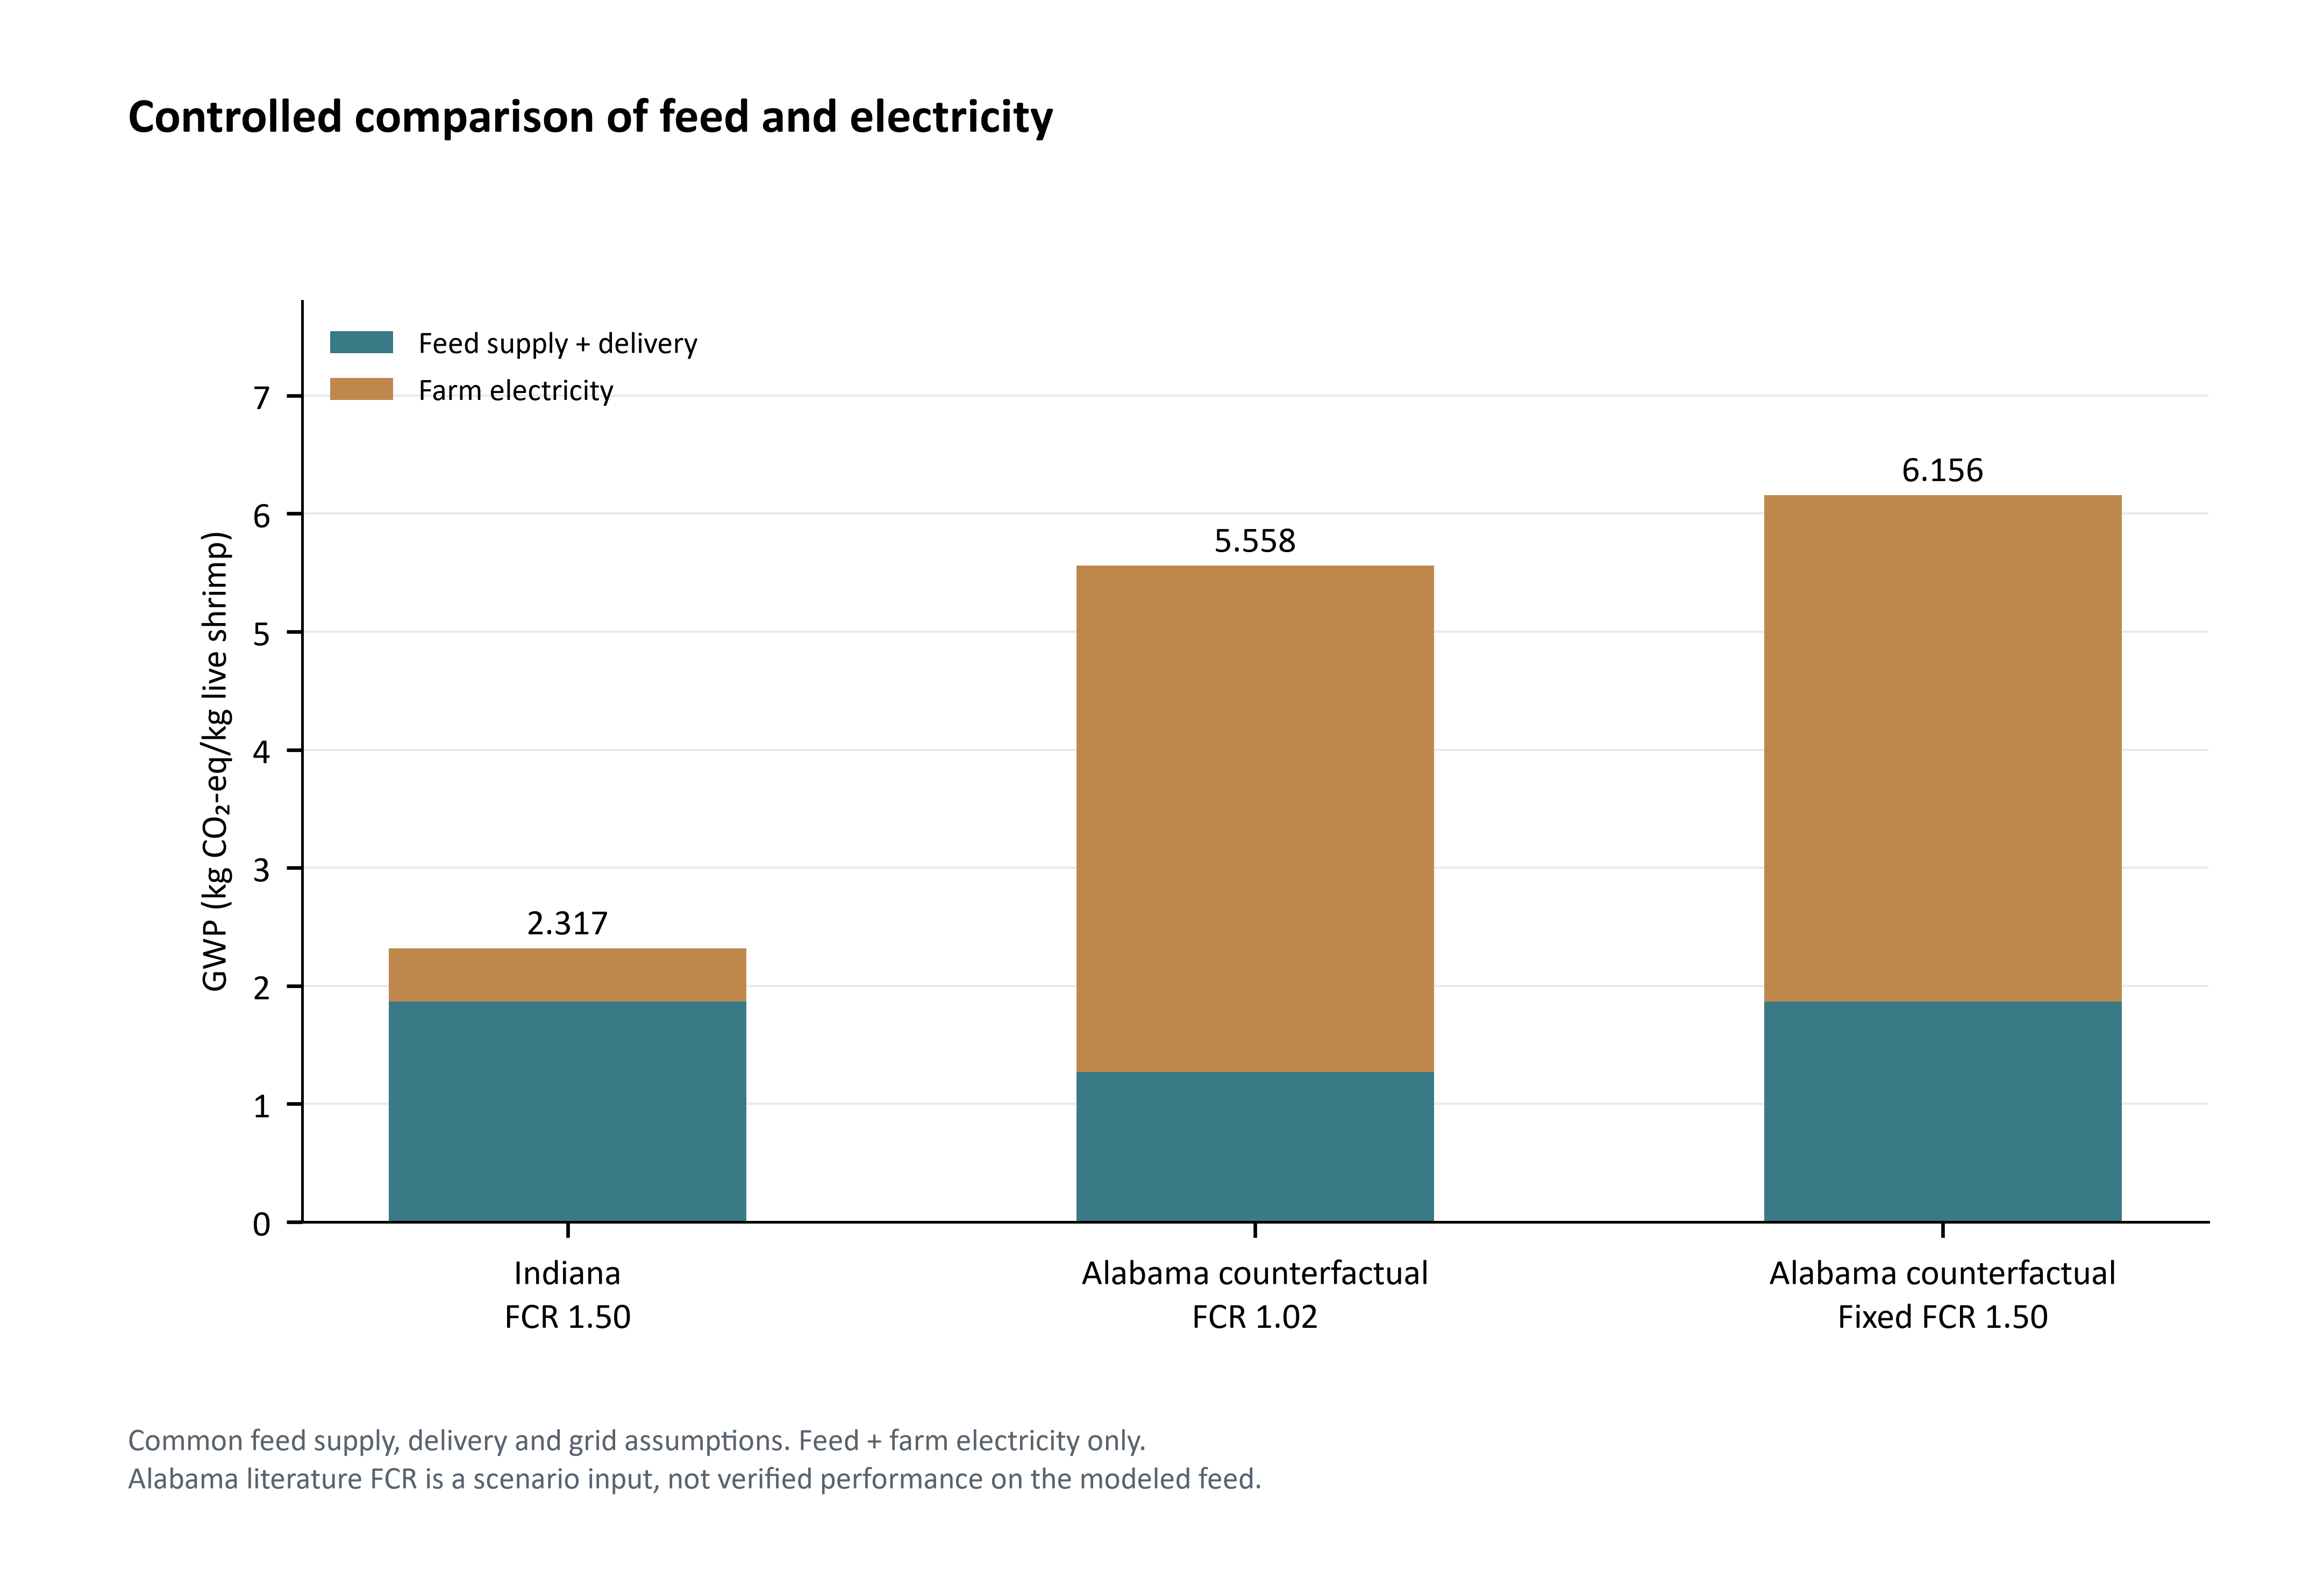 Controlled comparison of feed and electricity
Feed supply + delivery
Farm electricity
GWP (kg CO₂-eq/kg live shrimp)
7
6
5
4
3
2
1
0
2.317
5.558
6.156
Indiana
FCR 1.50
Alabama counterfactual
FCR 1.02
Alabama counterfactual
Fixed FCR 1.50
Common feed supply, delivery and grid assumptions. Feed + farm electricity only.
Alabama literature FCR is a scenario input, not verified performance on the modeled feed.